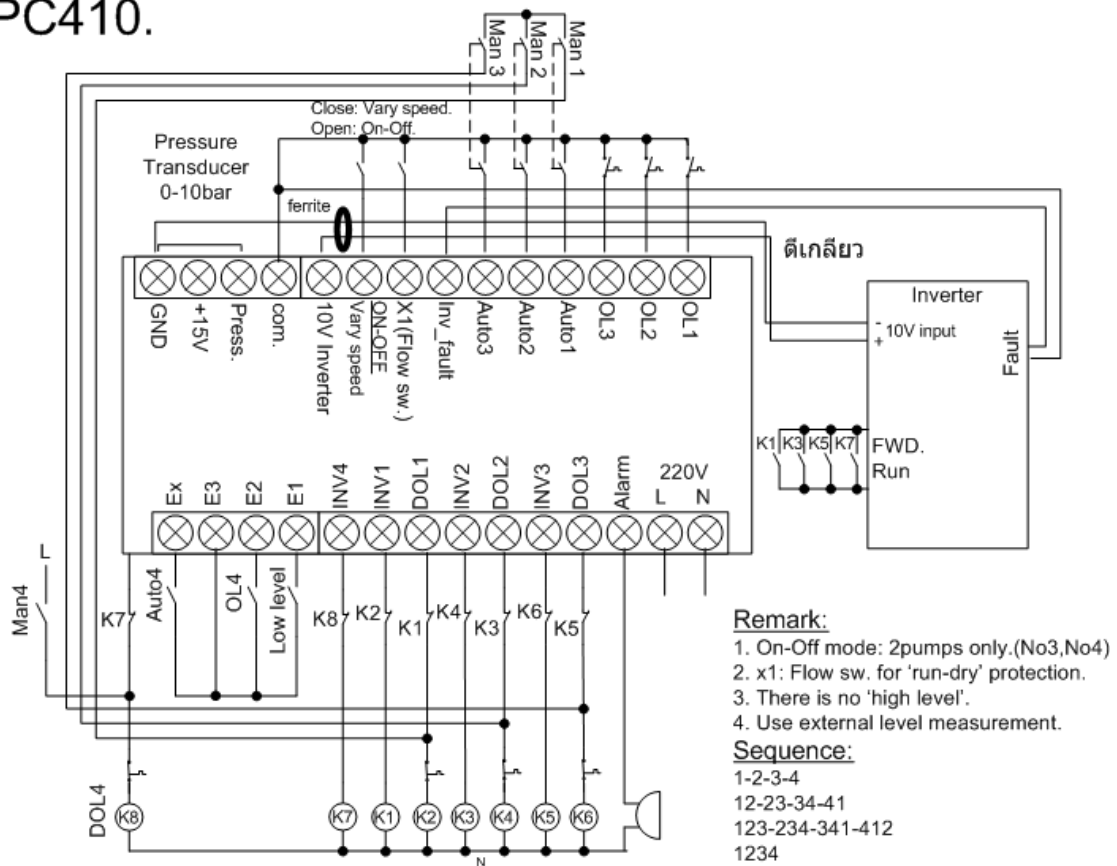 PC410.
Man 3
Man 2
Man 1
Close: Vary speed.
Open: On-Off.
Pressure
Transducer
0-10bar
ferrite
ตีเกลียว
GND
+15V
Press.
com.
10V Inverter
Vary speed
ON-OFF
X1(Flow sw.)
Inv_fault
Auto3
Auto2
Auto1
OL3
OL2
OL1
Inverter
-
10V input
+
Fault
K1
K3
K5
K7
FWD.
Run
Ex
E3
E2
E1
INV4
INV1
DOL1
INV2
DOL2
INV3
DOL3
Alarm
220V
L
N
L
Man4
K7
Auto4
OL4
Low level
K8
K2
K1
K4
K3
K6
K5
DOL4
K8
K7
K1
K2
K3
K4
K5
K6
N
Remark:
1. On-Off mode: 2pumps only.(No3,No4)
2. x1: Flow sw. for 'run-dry' protection.
3. There is no 'high level'.
4. Use external level measurement.
Sequence:
1-2-3-4
12-23-34-41
123-234-341-412
1234